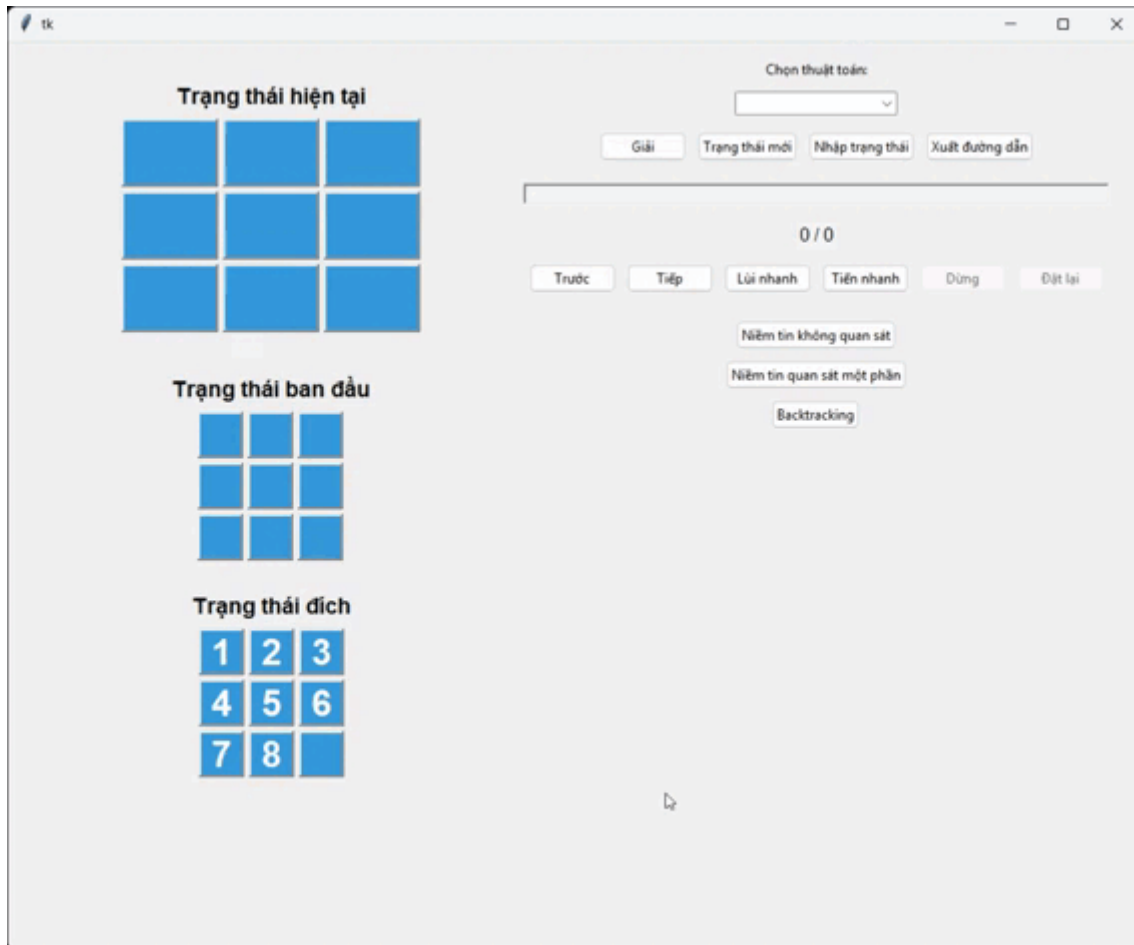 tk
Trạng thái hiện tại
Trạng thái ban đầu
Trạng thái đích
1 2 3
4 5 6
7 8
Chọn thuật toán:
Giải Trạng thái mới Nhập trạng thái Xuất đường dẫn
0 / 0
Trước Tiếp Lùi nhanh Tiến nhanh Dừng Đặt lại
Niềm tin không quan sát
Niềm tin quan sát một phần
Backtracking